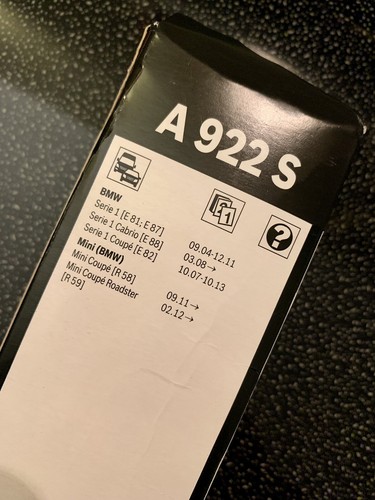 A 922 S
1
?
BMW
Serie 1 [E 81; E 87] 09.04-12.11
Serie 1 Cabrio [E 88] 03.08→
Serie 1 Coupé [E 82] 10.07-10.13
Mini (BMW)
Mini Coupé [R 58] 09.11→
Mini Coupé Roadster 02.12→
[R 59]